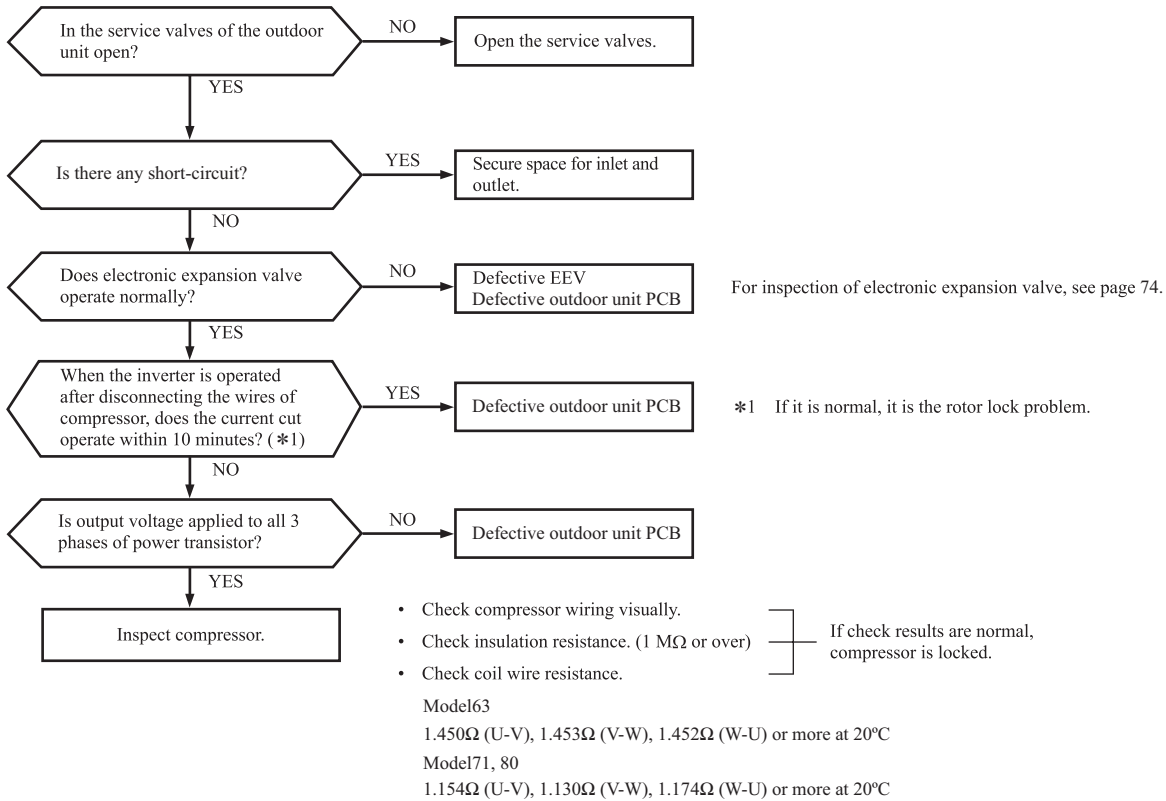 In the service valves of the outdoor
unit open?
NO
Open the service valves.
YES
Is there any short-circuit?
YES
Secure space for inlet and
outlet.
NO
Does electronic expansion valve
operate normally?
NO
Defective EEV
Defective outdoor unit PCB
For inspection of electronic expansion valve, see page 74.
YES
When the inverter is operated
after disconnecting the wires of
compressor, does the current cut
operate within 10 minutes? (＊1)
YES
Defective outdoor unit PCB
＊1 If it is normal, it is the rotor lock problem.
NO
Is output voltage applied to all 3
phases of power transistor?
NO
Defective outdoor unit PCB
YES
Inspect compressor.
• Check compressor wiring visually.
• Check insulation resistance. (1 MΩ or over)
• Check coil wire resistance.
If check results are normal,
compressor is locked.
Model63
1.450Ω (U-V), 1.453Ω (V-W), 1.452Ω (W-U) or more at 20ºC
Model71, 80
1.154Ω (U-V), 1.130Ω (V-W), 1.174Ω (W-U) or more at 20ºC